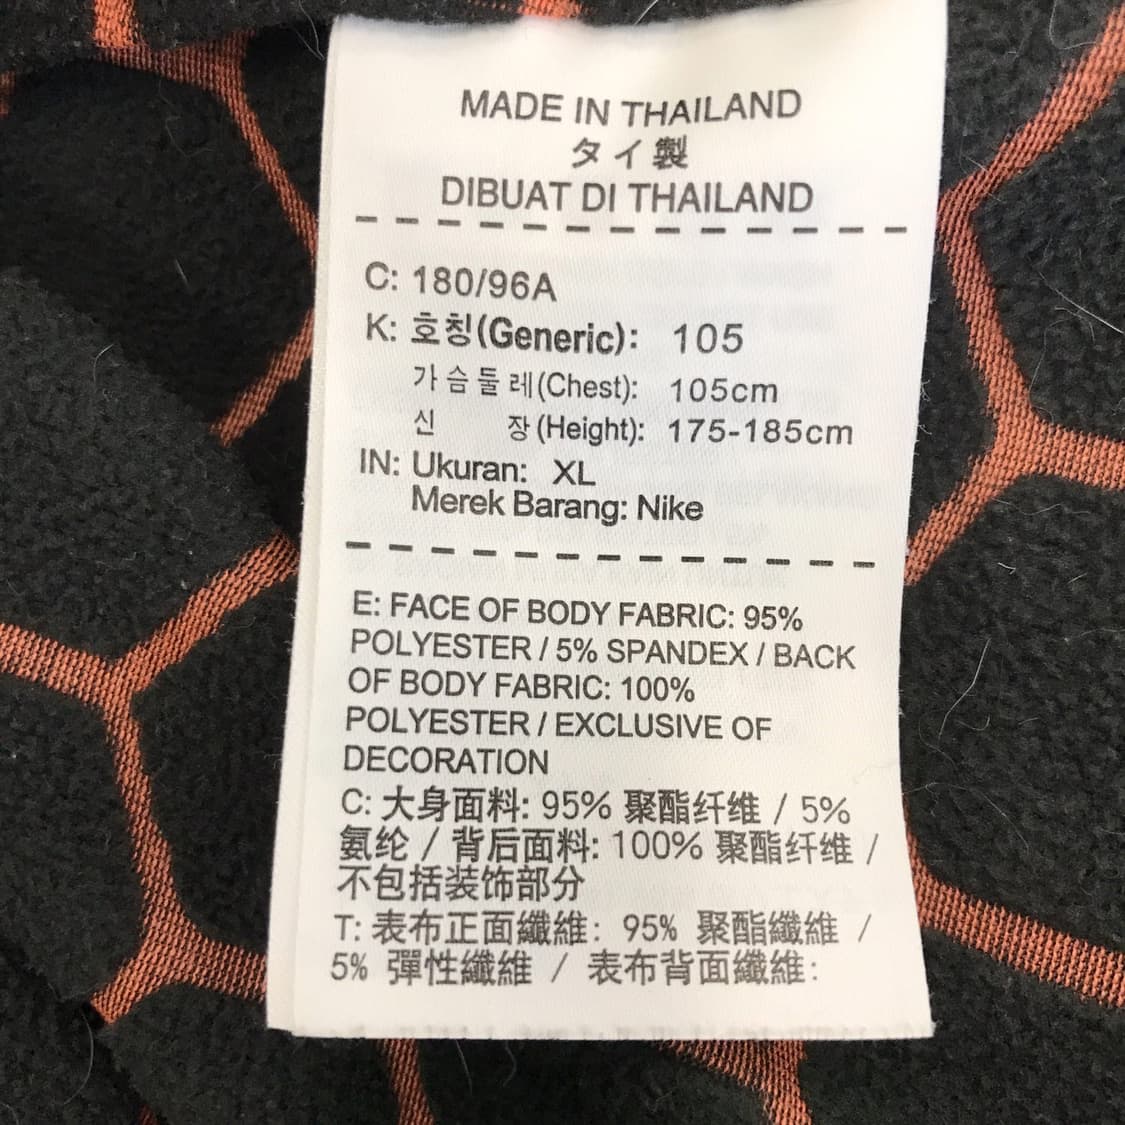 MADE IN THAILAND
タイ製
DIBUAT DI THAILAND
C: 180/96A
K: 호칭(Generic): 105
가슴둘레(Chest): 105cm
신 장(Height): 175-185cm
IN: Ukuran: XL
Merek Barang: Nike
E: FACE OF BODY FABRIC: 95%
POLYESTER / 5% SPANDEX / BACK
OF BODY FABRIC: 100%
POLYESTER / EXCLUSIVE OF
DECORATION
C: 大身面料: 95% 聚酯纤维 / 5%
氨纶 / 背后面料: 100% 聚酯纤维 /
不包括装饰部分
T: 表布正面纖維: 95% 聚酯纖維 /
5% 彈性纖維 / 表布背面纖維: